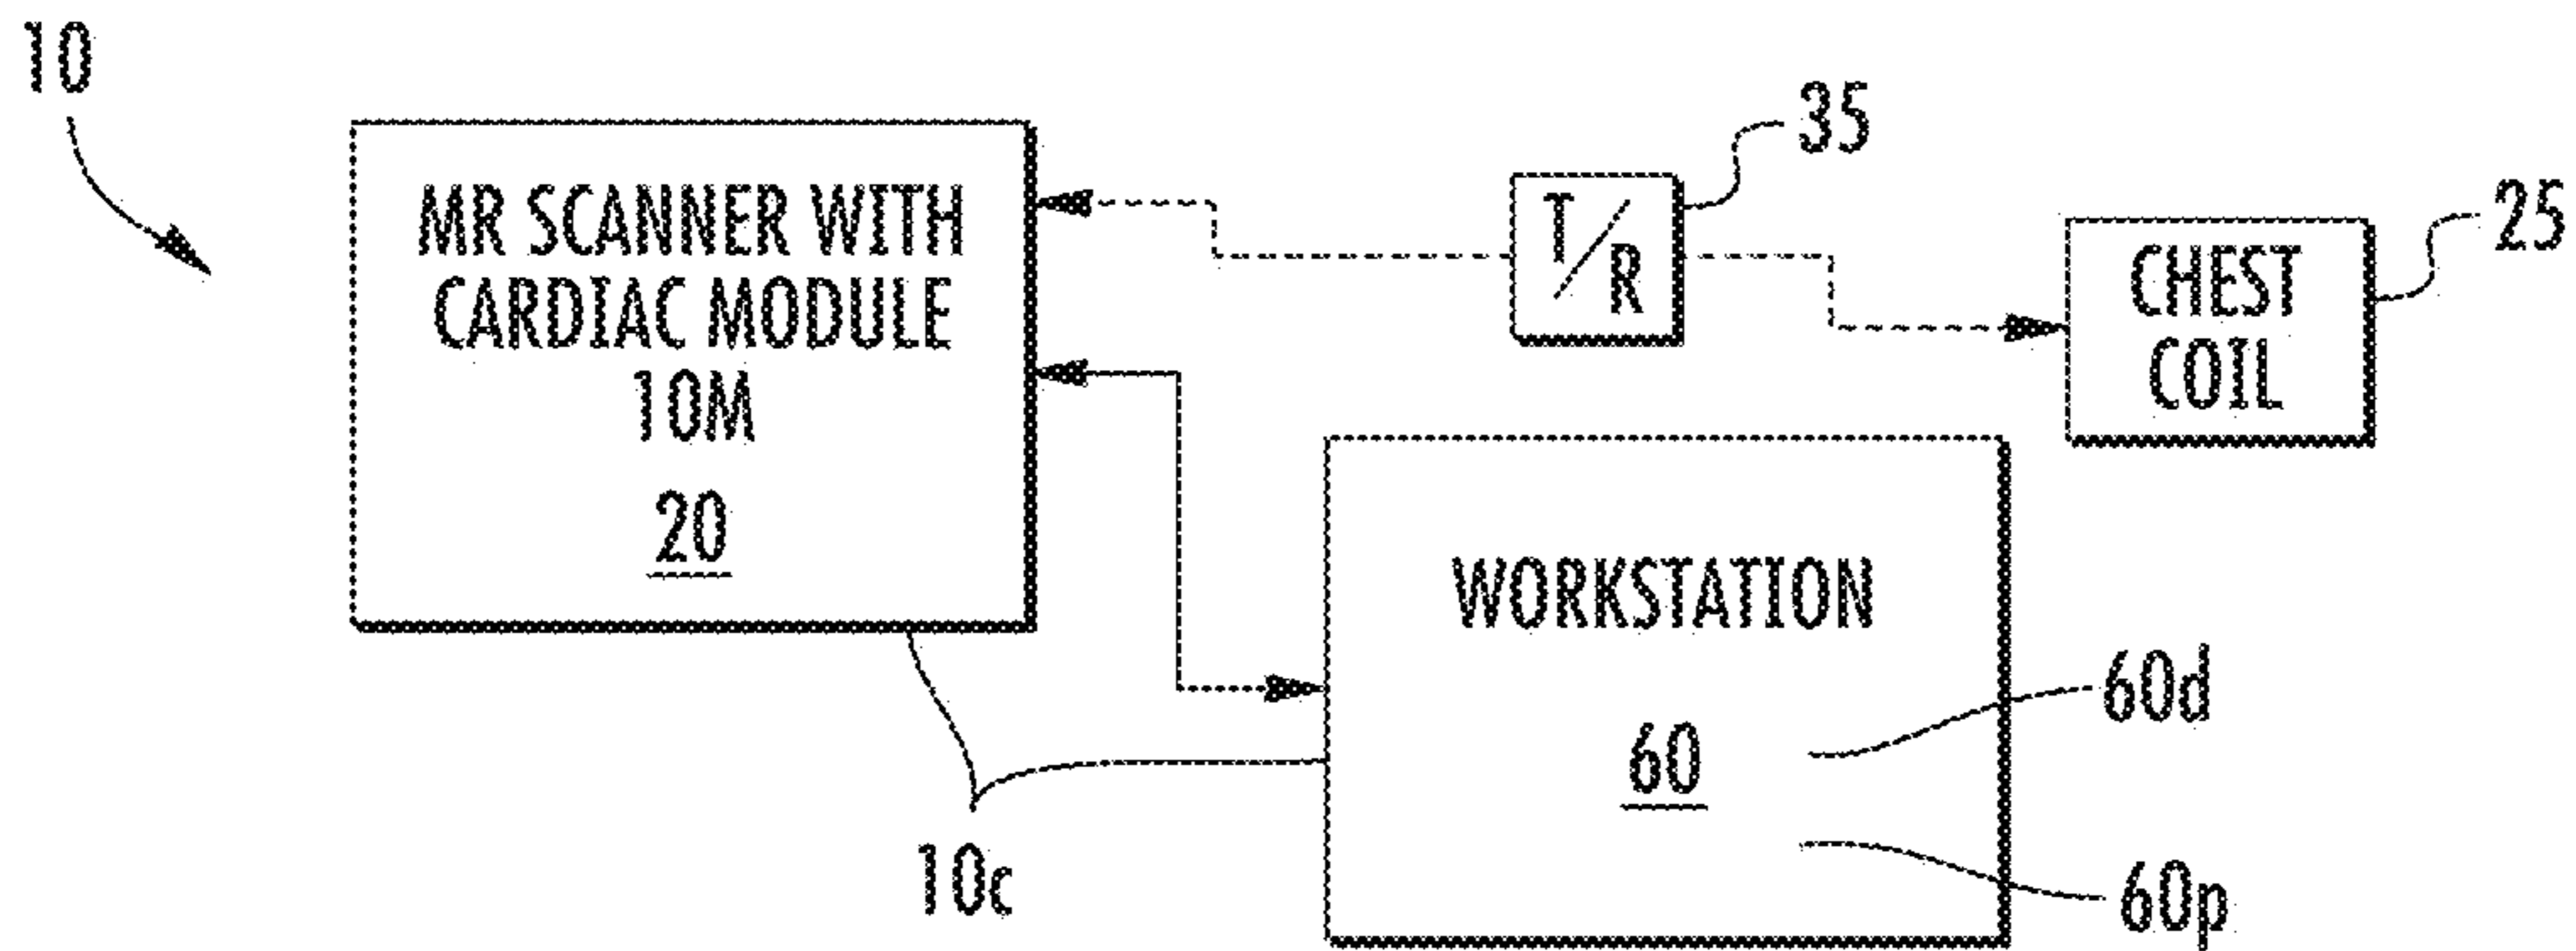 10
MR SCANNER WITH
CARDIAC MODULE
10M
20
T/R
35
CHEST
COIL
25
WORKSTATION
60
60d
60p
10c